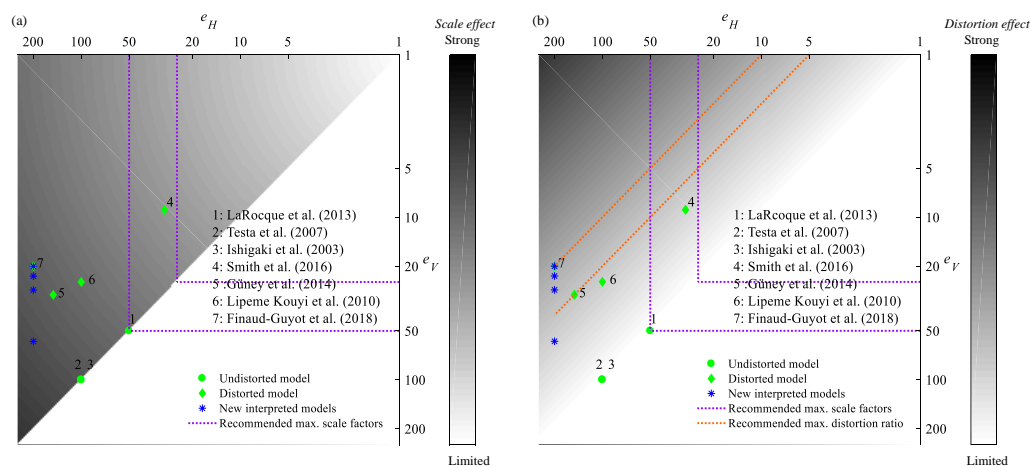 (a)
e_H
Scale effect
Strong
200 100 50 20 10 5 1
1
5
10
20
e_V
50
100
200
4
7
6
5
1
2 3
1: LaRocque et al. (2013)
2: Testa et al. (2007)
3: Ishigaki et al. (2003)
4: Smith et al. (2016)
5: Güney et al. (2014)
6: Lipeme Kouyi et al. (2010)
7: Finaud-Guyot et al. (2018)
Undistorted model
Distorted model
New interpreted models
Recommended max. scale factors
Limited
(b)
e_H
Distortion effect
Strong
200 100 50 20 10 5 1
1
5
10
20
e_V
50
100
200
4
7
6
5
1
2 3
1: LaRcoque et al. (2013)
2: Testa et al. (2007)
3: Ishigaki et al. (2003)
4: Smith et al. (2016)
5: Güney et al. (2014)
6: Lipeme Kouyi et al. (2010)
7: Finaud-Guyot et al. (2018)
Undistorted model
Distorted model
New interpreted models
Recommended max. scale factors
Recommended max. distortion ratio
Limited